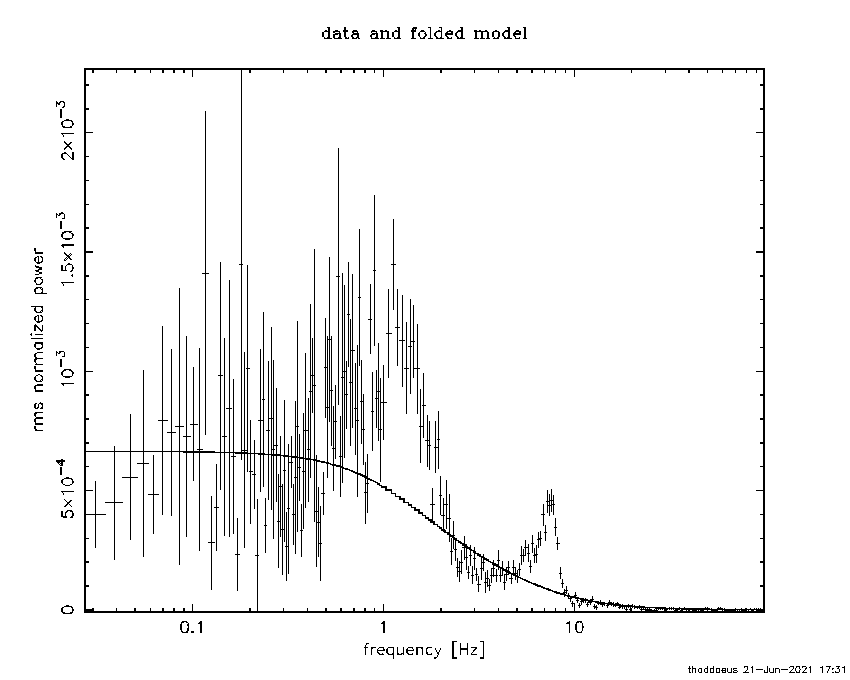 data and folded model
rms normalized power
2×10⁻³
1.5×10⁻³
10⁻³
5×10⁻⁴
0
0.1 1 10
frequency [Hz]
thaddaeus 21-Jun-2021 17:31